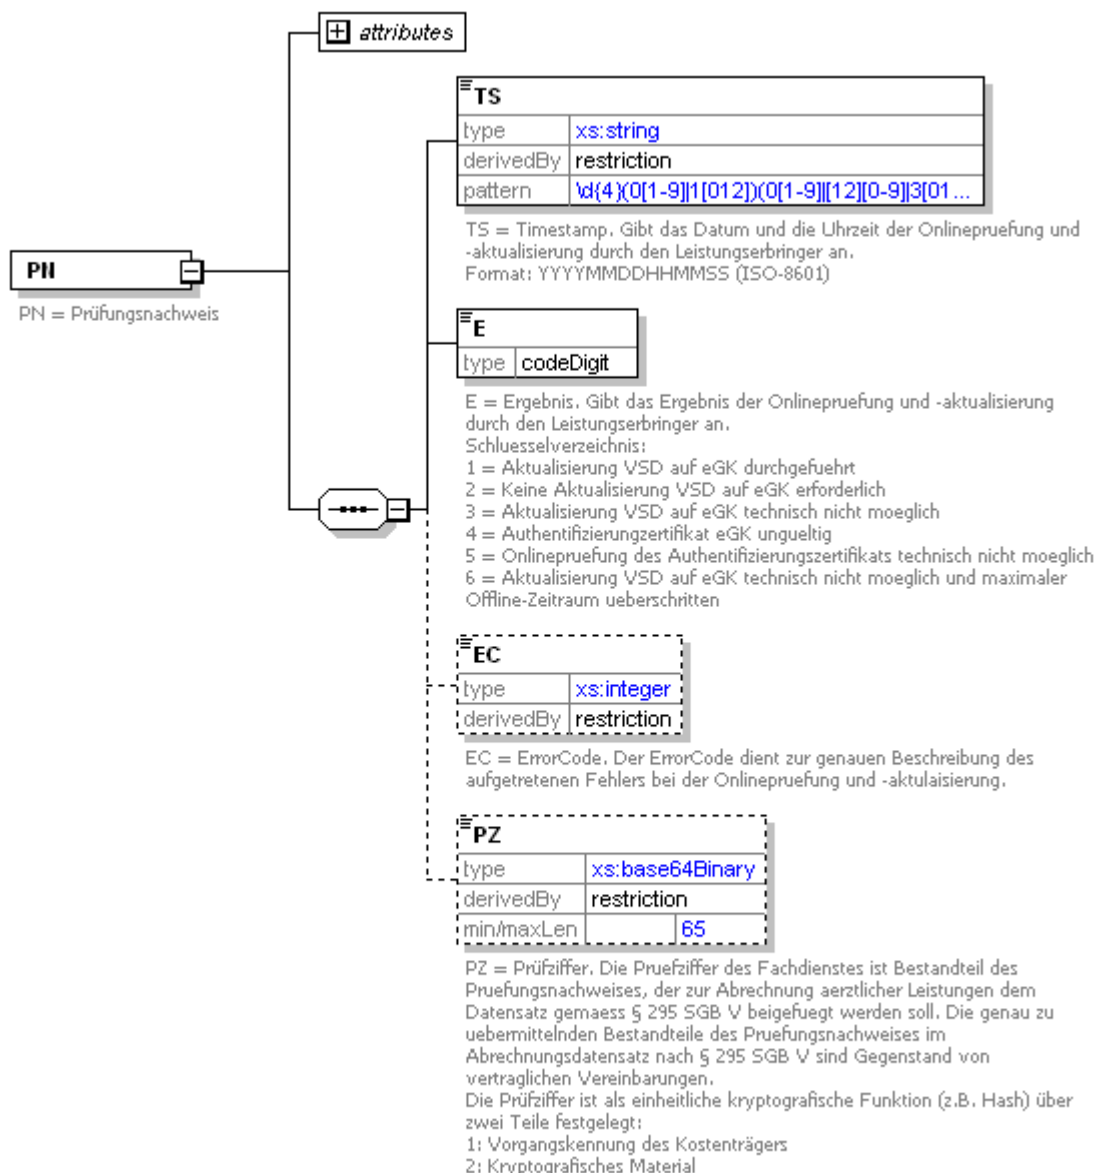 attributes
TS
type xs:string
derivedBy restriction
pattern \d{4}(0[1-9]|1[012])(0[1-9]|[12][0-9]|3[01...
TS = Timestamp. Gibt das Datum und die Uhrzeit der Onlinepruefung und
-aktualisierung durch den Leistungserbringer an.
Format: YYYYMMDDHHMMSS (ISO-8601)
PN
PN = Prüfungsnachweis
E
type codeDigit
E = Ergebnis. Gibt das Ergebnis der Onlinepruefung und -aktualisierung
durch den Leistungserbringer an.
Schluesselverzeichnis:
1 = Aktualisierung VSD auf eGK durchgefuehrt
2 = Keine Aktualisierung VSD auf eGK erforderlich
3 = Aktualisierung VSD auf eGK technisch nicht moeglich
4 = Authentifizierungzertifikat eGK ungueltig
5 = Onlinepruefung des Authentifizierungszertifikats technisch nicht moeglich
6 = Aktualisierung VSD auf eGK technisch nicht moeglich und maximaler
Offline-Zeitraum ueberschritten
EC
type xs:integer
derivedBy restriction
EC = ErrorCode. Der ErrorCode dient zur genauen Beschreibung des
aufgetretenen Fehlers bei der Onlinepruefung und -aktulaisierung.
PZ
type xs:base64Binary
derivedBy restriction
min/maxLen 65
PZ = Prüfziffer. Die Pruefziffer des Fachdienstes ist Bestandteil des
Pruefungsnachweises, der zur Abrechnung aerztlicher Leistungen dem
Datensatz gemaess § 295 SGB V beigefuegt werden soll. Die genau zu
uebermittelnden Bestandteile des Pruefungsnachweises im
Abrechnungsdatensatz nach § 295 SGB V sind Gegenstand von
vertraglichen Vereinbarungen.
Die Prüfziffer ist als einheitliche kryptografische Funktion (z.B. Hash) über
zwei Teile festgelegt:
1: Vorgangskennung des Kostenträgers
2: Kryptografisches Material